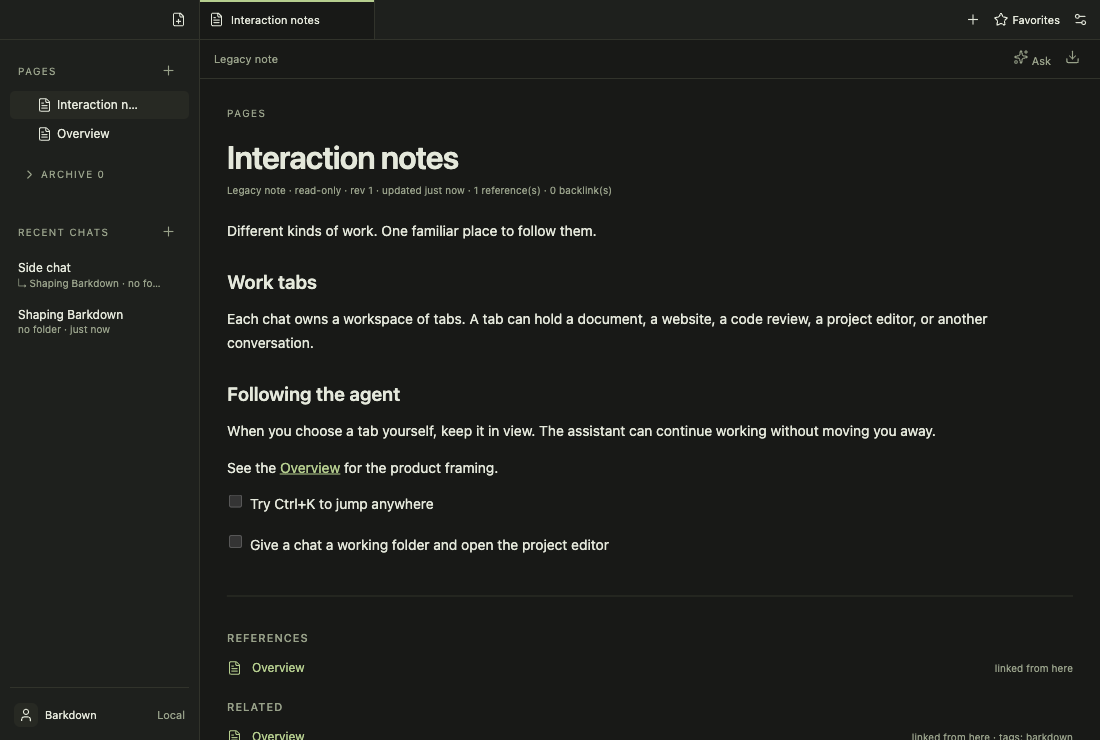 Interaction notes
Favorites
Legacy note
Ask
PAGES
Interaction n...
Overview
ARCHIVE 0
RECENT CHATS
Side chat
Shaping Barkdown · no fo...
Shaping Barkdown
no folder · just now
Barkdown
Local
PAGES
Interaction notes
Legacy note · read-only · rev 1 · updated just now · 1 reference(s) · 0 backlink(s)
Different kinds of work. One familiar place to follow them.
Work tabs
Each chat owns a workspace of tabs. A tab can hold a document, a website, a code review, a project editor, or another
conversation.
Following the agent
When you choose a tab yourself, keep it in view. The assistant can continue working without moving you away.
See the Overview for the product framing.
Try Ctrl+K to jump anywhere
Give a chat a working folder and open the project editor
REFERENCES
Overview
linked from here
RELATED
Overview
linked from here · tags: barkdown